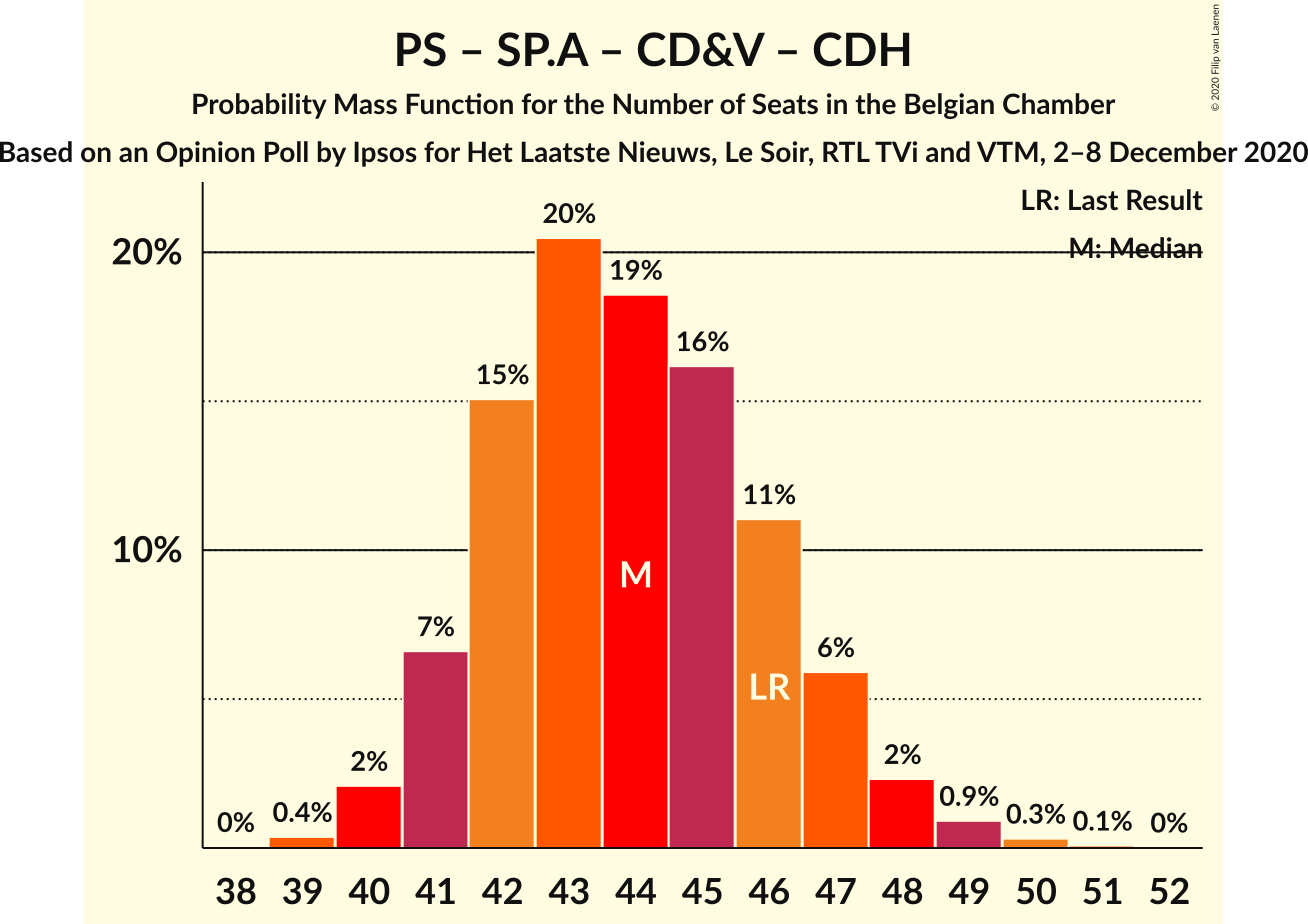 PS – SP.A – CD&V – CDH
Probability Mass Function for the Number of Seats in the Belgian Chamber
Based on an Opinion Poll by Ipsos for Het Laatste Nieuws, Le Soir, RTL TVi and VTM, 2–8 December 2020
© 2020 Filip van Laenen
LR: Last Result
M: Median
20%
10%
0%
0.4%
2%
7%
15%
20%
19%
16%
11%
6%
2%
0.9%
0.3%
0.1%
0%
M
LR
38 39 40 41 42 43 44 45 46 47 48 49 50 51 52